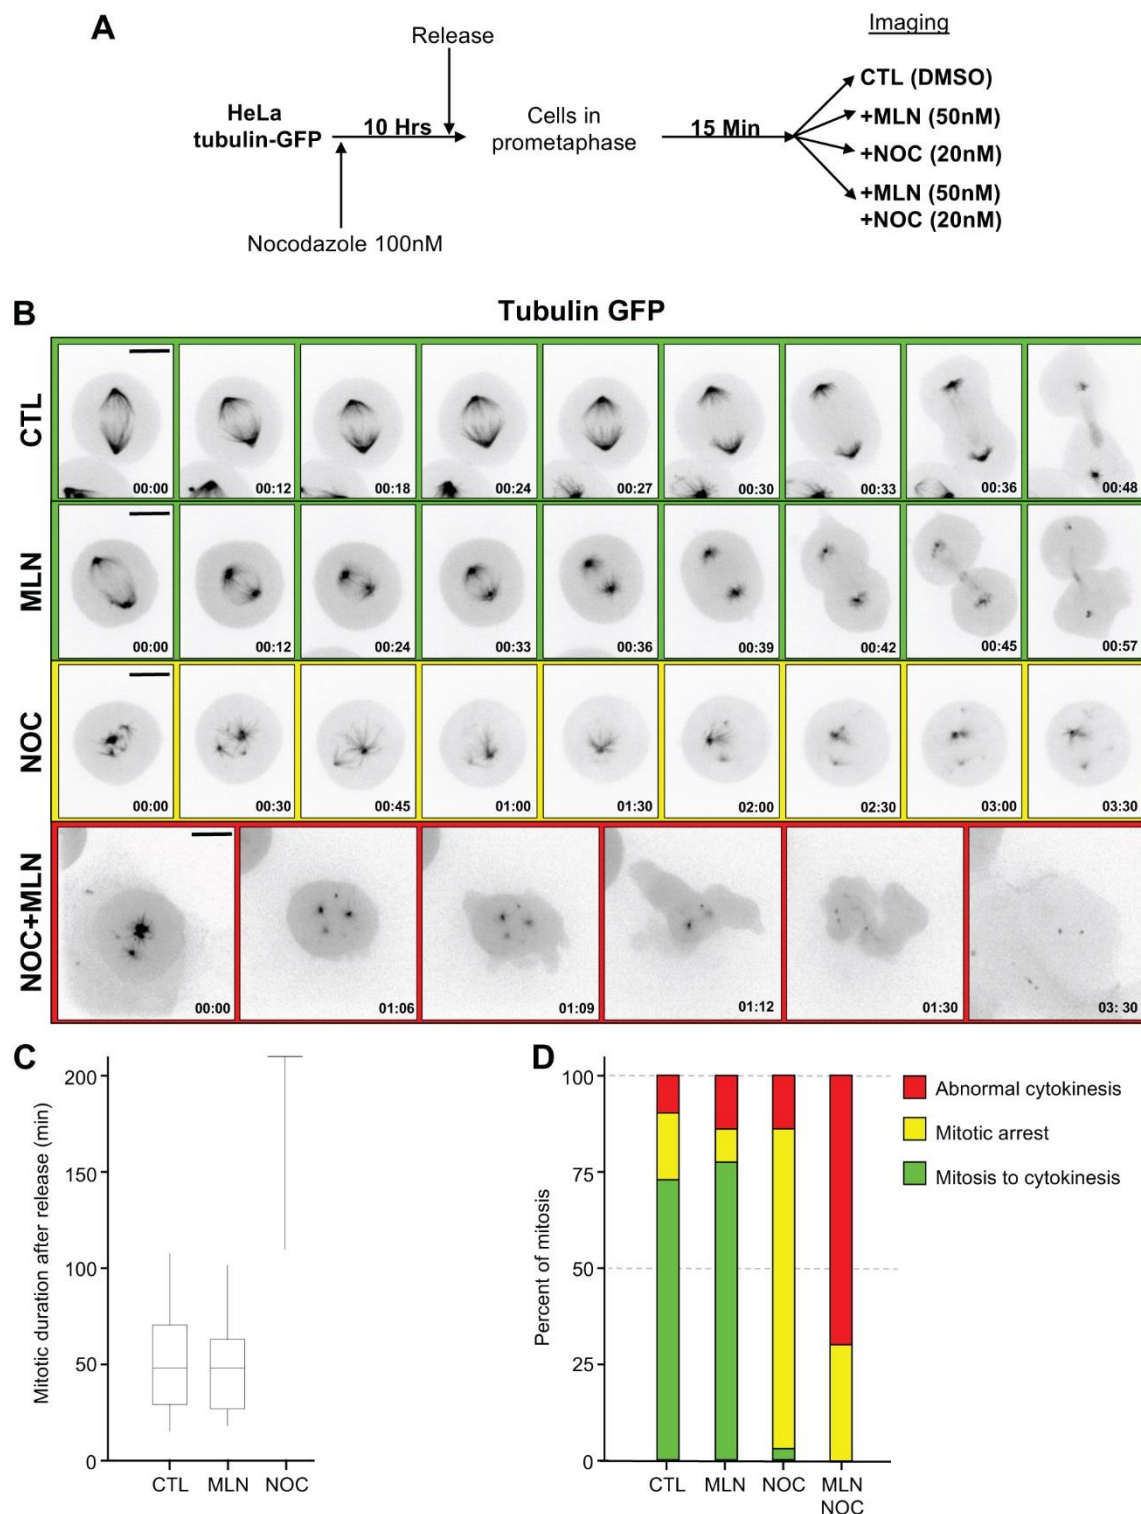 A
Release
Imaging
HeLa
tubulin-GFP
10 Hrs
Cells in
prometaphase
15 Min
CTL (DMSO)
+MLN (50nM)
+NOC (20nM)
+MLN (50nM)
+NOC (20nM)
Nocodazole 100nM
B
Tubulin GFP
CTL
00:00 00:12 00:18 00:24 00:27 00:30 00:33 00:36 00:48
MLN
00:00 00:12 00:24 00:33 00:36 00:39 00:42 00:45 00:57
NOC
00:00 00:30 00:45 01:00 01:30 02:00 02:30 03:00 03:30
NOC+MLN
00:00 01:06 01:09 01:12 01:30 03: 30
C
Mitotic duration after release (min)
200
150
100
50
0
CTL MLN NOC
D
Percent of mitosis
100
75
50
25
0
CTL MLN NOC MLN
NOC
Abnormal cytokinesis
Mitotic arrest
Mitosis to cytokinesis